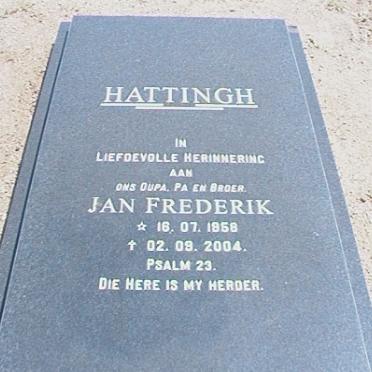 HATTINGH
IN
LIEFDEVOLLE HERINNERING
AAN
ONS OUPA, PA EN BROER.
JAN FREDERIK
☆ 16. 07. 1958
✝ 02. 09. 2004.
PSALM 23.
DIE HERE IS MY HERDER.